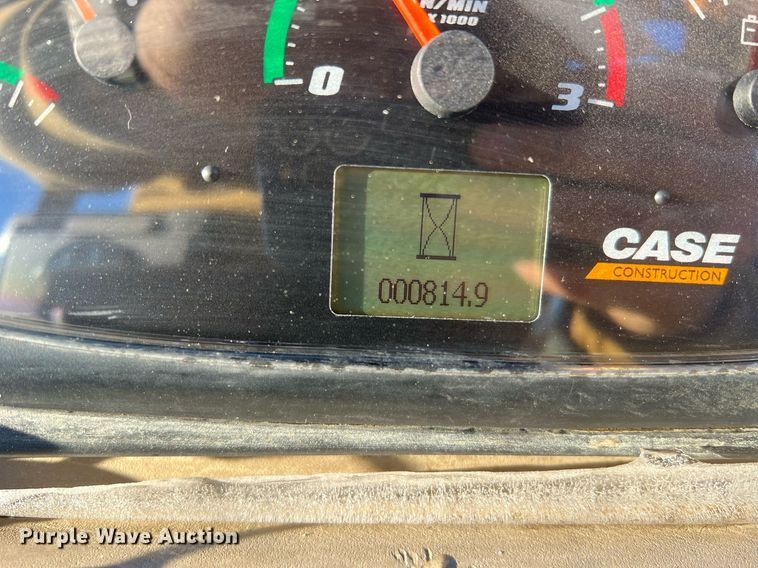 R/MIN
X 1000
0
3
CASE
CONSTRUCTION
000814.9
Purple Wave Auction